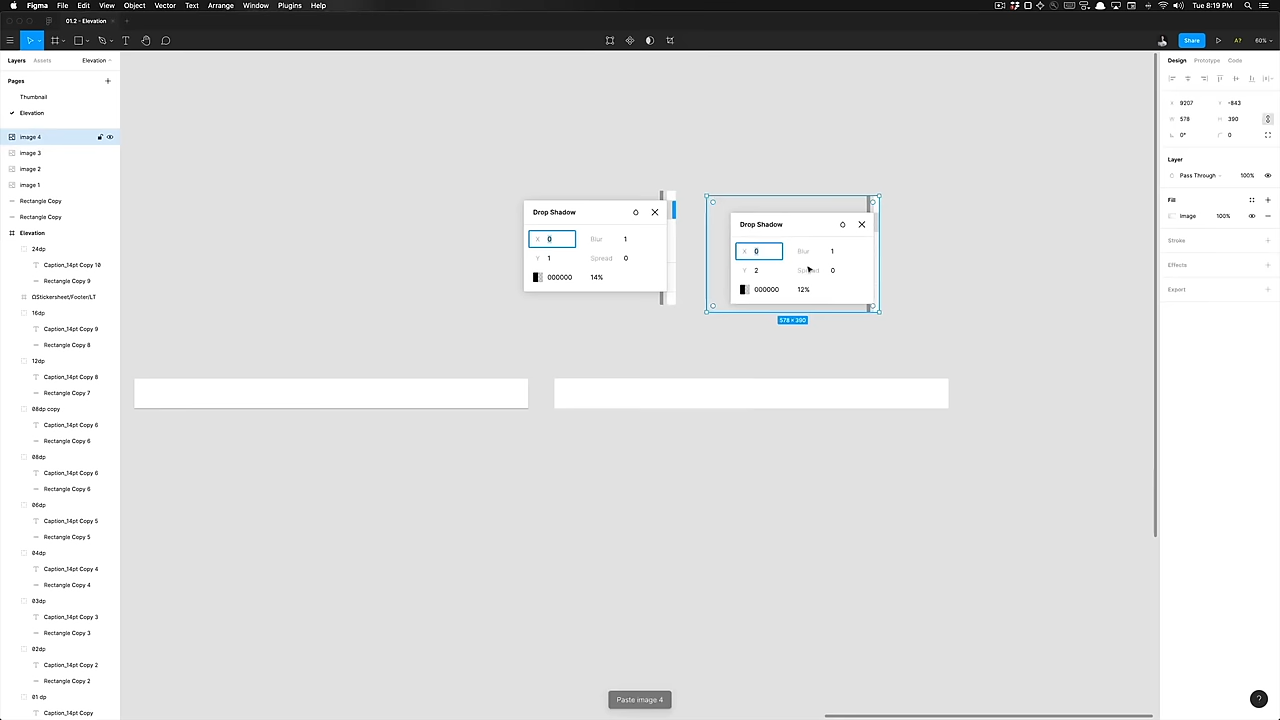 Figma File Edit View Object Vector Text Arrange Window Plugins Help Tue 8:19 PM
01.2 - Elevation × +
Share A? 60%
Layers Assets Elevation
Pages
Thumbnail
Elevation
image 4
image 3
image 2
image 1
Rectangle Copy
Rectangle Copy
Elevation
24dp
Caption_14pt Copy 10
Rectangle Copy 9
Stickersheet/Footer/LT
16dp
Caption_14pt Copy 9
Rectangle Copy 8
12dp
Caption_14pt Copy 8
Rectangle Copy 7
08dp copy
Caption_14pt Copy 6
Rectangle Copy 6
08dp
Caption_14pt Copy 6
Rectangle Copy 6
06dp
Caption_14pt Copy 5
Rectangle Copy 5
04dp
Caption_14pt Copy 4
Rectangle Copy 4
03dp
Caption_14pt Copy 3
Rectangle Copy 3
02dp
Caption_14pt Copy 2
Rectangle Copy 2
01 dp
Caption_14pt Copy
Drop Shadow
X 0 Blur 1
Y 1 Spread 0
000000 14%
Drop Shadow
X 0 Blur 1
Y 2 Spread 0
000000 12%
578 × 390
Paste image 4
Design Prototype Code
X 9207 Y -843
W 578 H 390
0° 0
Layer
Pass Through 100%
Fill
Image 100%
Stroke
Effects
Export
?